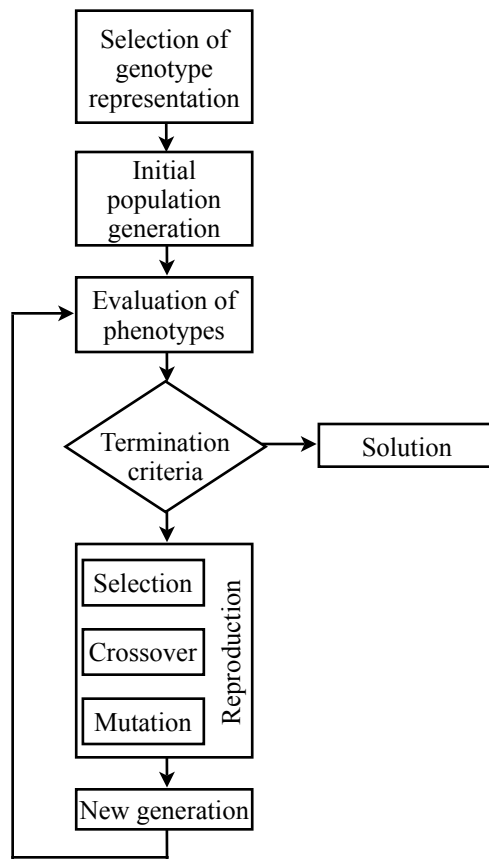 Selection of
genotype
representation
Initial
population
generation
Evaluation of
phenotypes
Termination
criteria
Solution
Selection
Crossover
Mutation
Reproduction
New generation